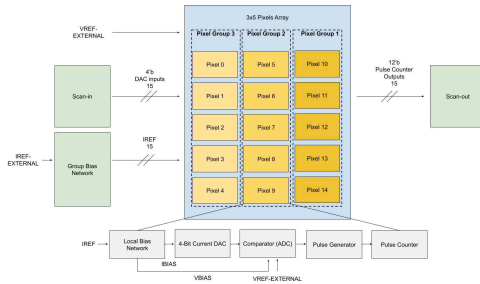 3x5 Pixels Array
VREF-
EXTERNAL
Pixel Group 3
Pixel Group 2
Pixel Group 1
Pixel 0
Pixel 5
Pixel 10
Scan-in
4'b
DAC inputs
15
Pixel 1
Pixel 6
Pixel 11
12'b
Pulse Counter
Outputs
15
Scan-out
Pixel 2
Pixel 7
Pixel 12
IREF-
EXTERNAL
Group Bias
Network
IREF
15
Pixel 3
Pixel 8
Pixel 13
Pixel 4
Pixel 9
Pixel 14
IREF
Local Bias
Network
4-Bit Current DAC
Comparator (ADC)
Pulse Generator
Pulse Counter
IBIAS
VBIAS
VREF-EXTERNAL